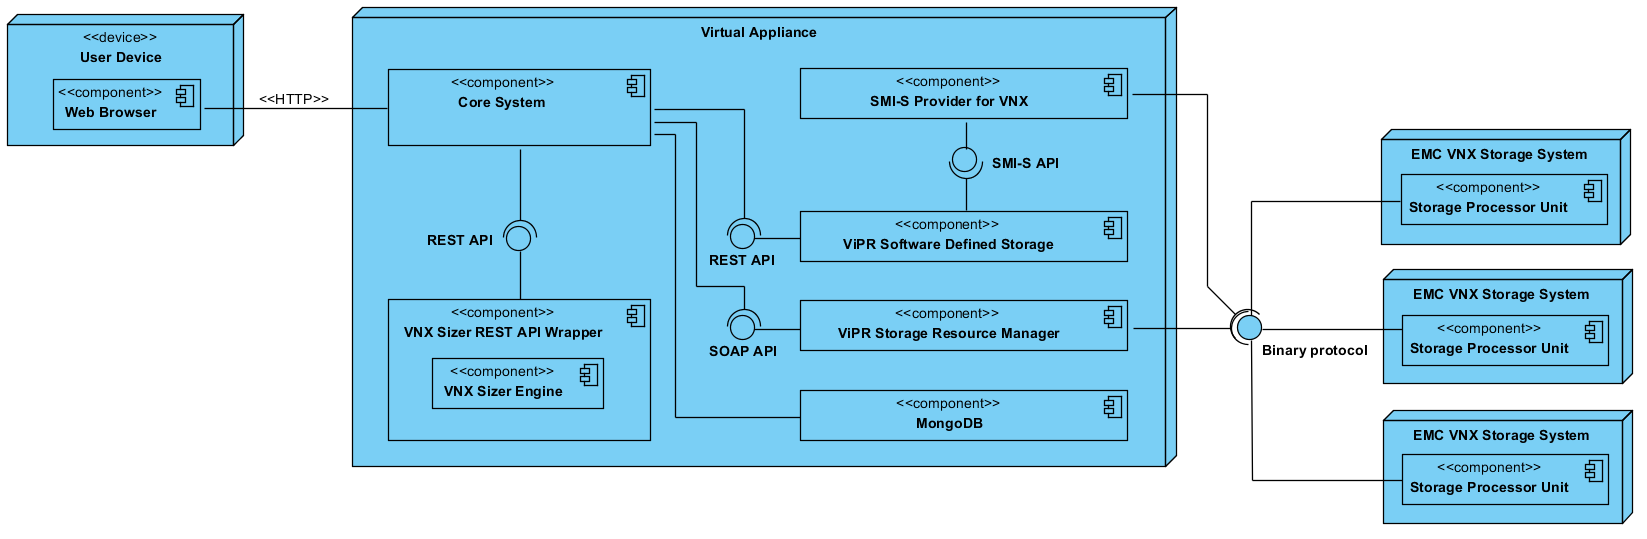 <<device>>
User Device
<<component>>
Web Browser
<<HTTP>>
Virtual Appliance
<<component>>
Core System
<<component>>
SMI-S Provider for VNX
SMI-S API
REST API
<<component>>
ViPR Software Defined Storage
REST API
<<component>>
VNX Sizer REST API Wrapper
<<component>>
VNX Sizer Engine
<<component>>
ViPR Storage Resource Manager
SOAP API
<<component>>
MongoDB
Binary protocol
EMC VNX Storage System
<<component>>
Storage Processor Unit
EMC VNX Storage System
<<component>>
Storage Processor Unit
EMC VNX Storage System
<<component>>
Storage Processor Unit